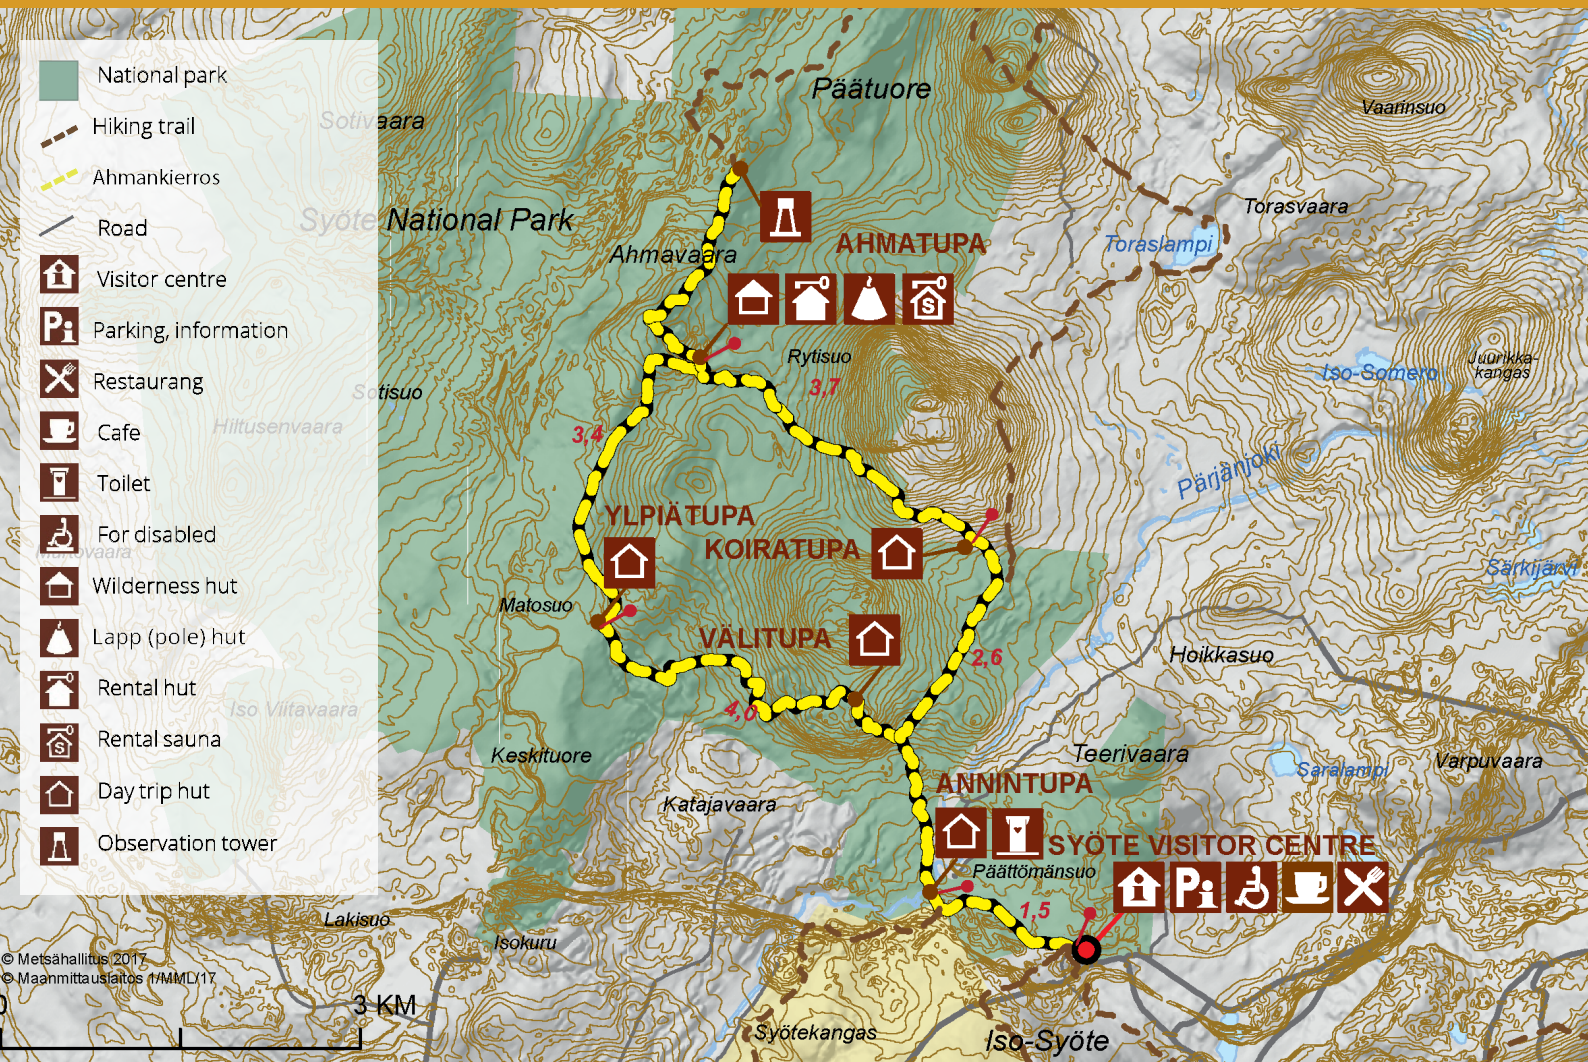 National park
Hiking trail
Ahmankierros
Road
Visitor centre
Parking, information
Restaurang
Cafe
Toilet
For disabled
Wilderness hut
Lapp (pole) hut
Rental hut
Rental sauna
Day trip hut
Observation tower
Sotivaara
Syöte National Park
Sotisuo
Hiltusenvaara
Iso Viitavaara
Päätuore
Vaarinsuo
Torasvaara
Toraslampi
Ahmavaara
AHMATUPA
Rytisuo
3,7
3,4
Iso-Somero
Juurikka-
kangas
Pärjänjoki
YLPIÄTUPA
KOIRATUPA
Särkijärvi
Matosuo
VÄLITUPA
2,6
Hoikkasuo
4,0
Keskituore
Teerivaara
Saralampi
Varpuvaara
Katajavaara
ANNINTUPA
SYÖTE VISITOR CENTRE
Päättömänsuo
1,5
Lakisuo
Isokuru
© Metsähallitus 2017
© Maanmittauslaitos 1/MML/17
0 3 KM
Syötekangas
Iso-Syöte